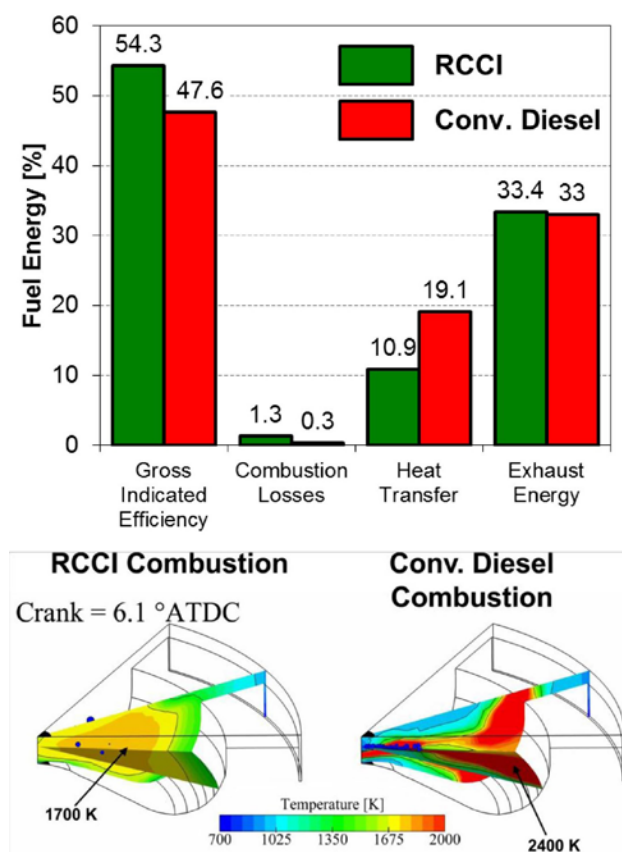 60
50
40
30
20
10
0
Fuel Energy [%]
RCCI
Conv. Diesel
54.3
47.6
1.3
0.3
10.9
19.1
33.4
33
Gross
Indicated
Efficiency
Combustion
Losses
Heat
Transfer
Exhaust
Energy
RCCI Combustion
Crank = 6.1 °ATDC
1700 K
Conv. Diesel
Combustion
2400 K
Temperature [K]
700 1025 1350 1675 2000